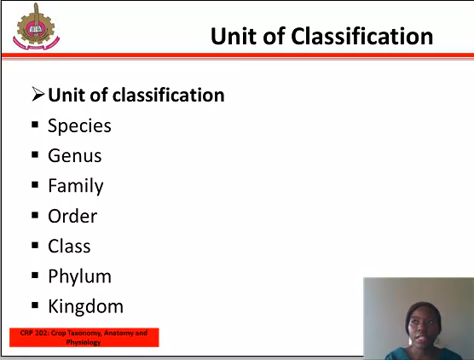 Unit of Classification
Unit of classification
Species
Genus
Family
Order
Class
Phylum
Kingdom
CRP 102: Crop Taxonomy, Anatomy and
Physiology